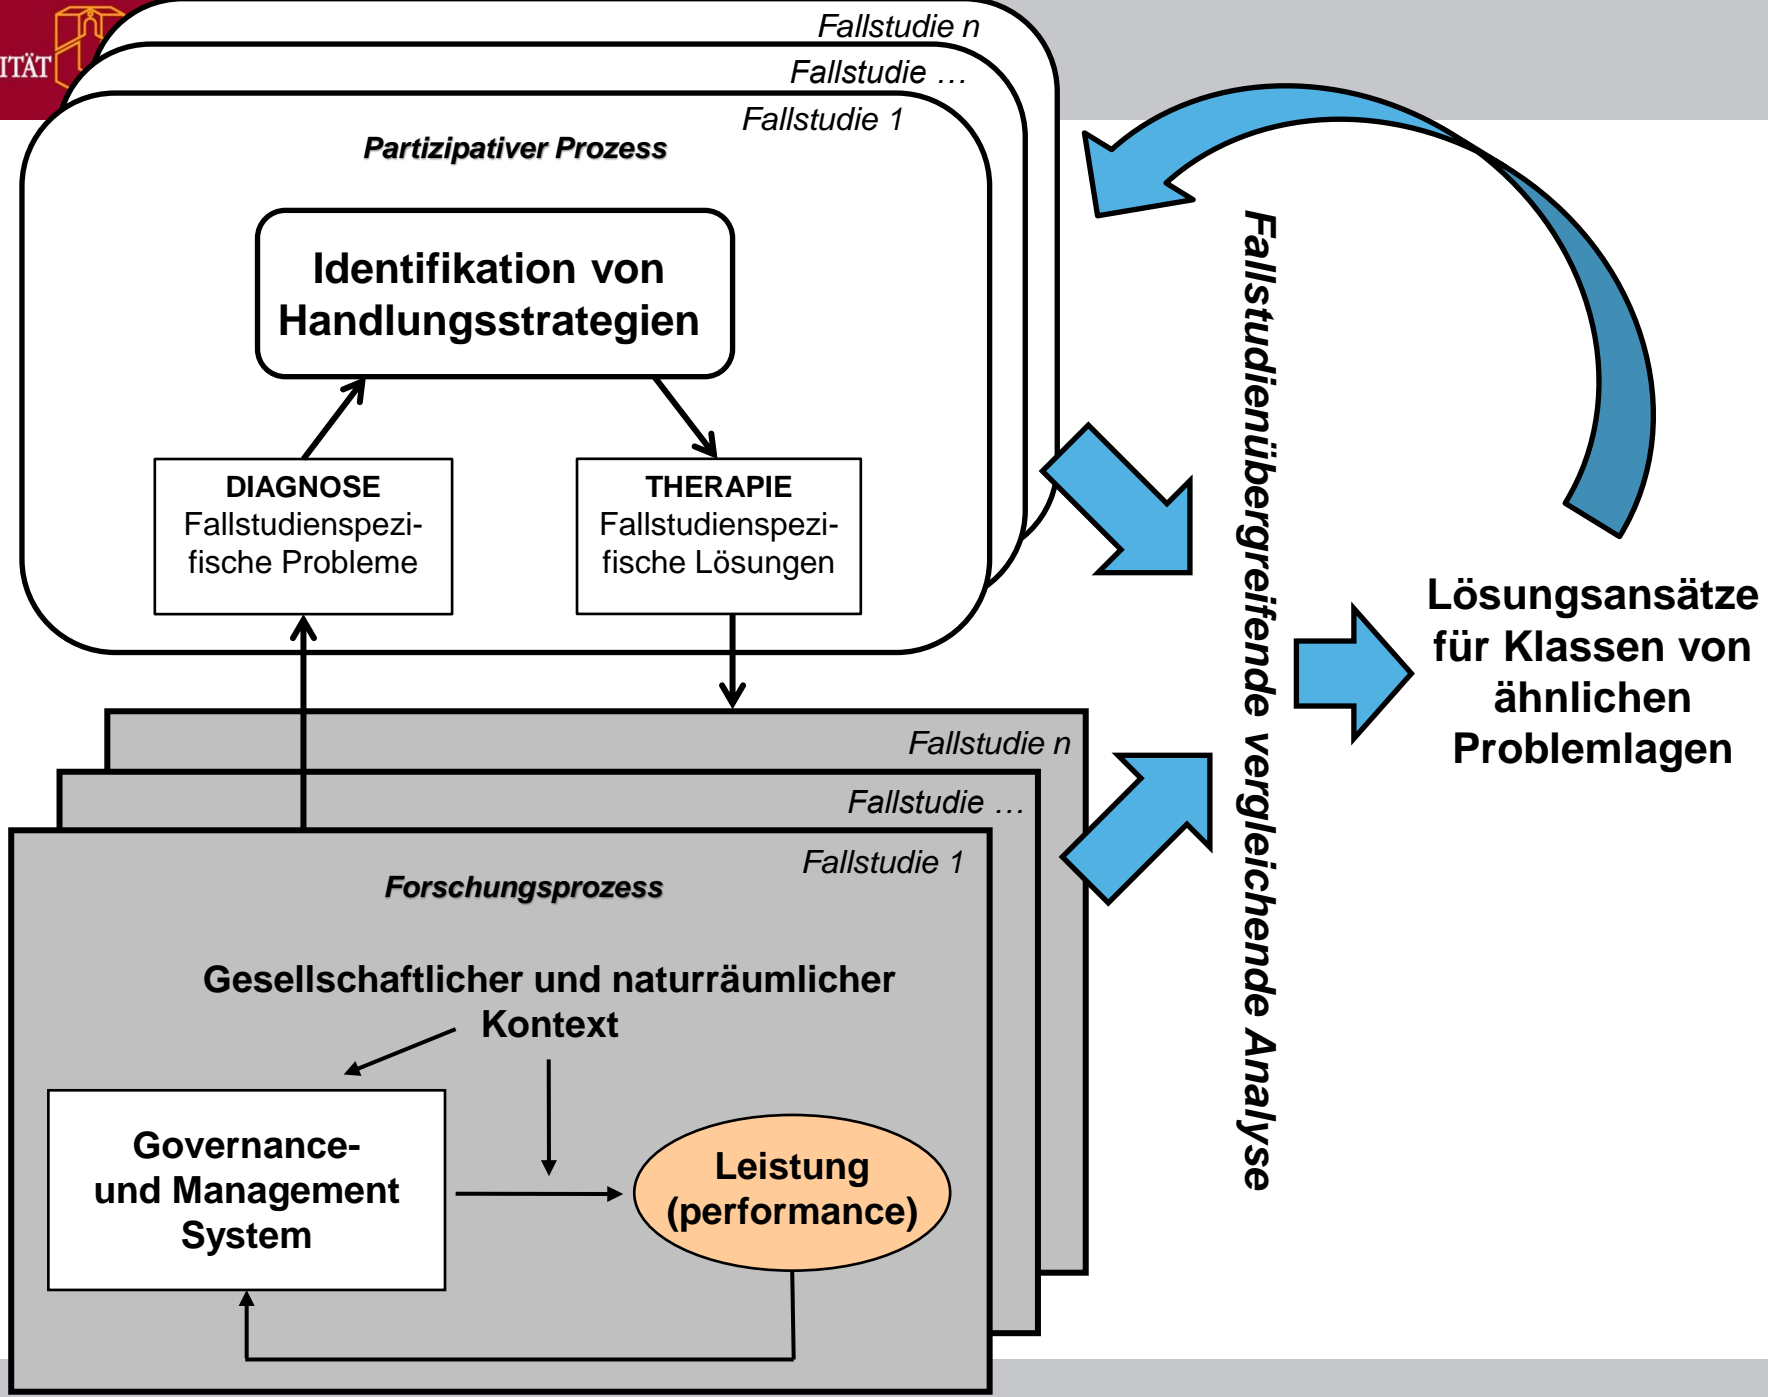 ITÄT
Fallstudie n
Fallstudie …
Fallstudie 1
Partizipativer Prozess
Identifikation von
Handlungsstrategien
DIAGNOSE
Fallstudienspezi-
fische Probleme
THERAPIE
Fallstudienspezi-
fische Lösungen
Fallstudie n
Fallstudie …
Fallstudie 1
Forschungsprozess
Gesellschaftlicher und naturräumlicher
Kontext
Governance-
und Management
System
Leistung
(performance)
Fallstudienübergreifende vergleichende Analyse
Lösungsansätze
für Klassen von
ähnlichen
Problemlagen